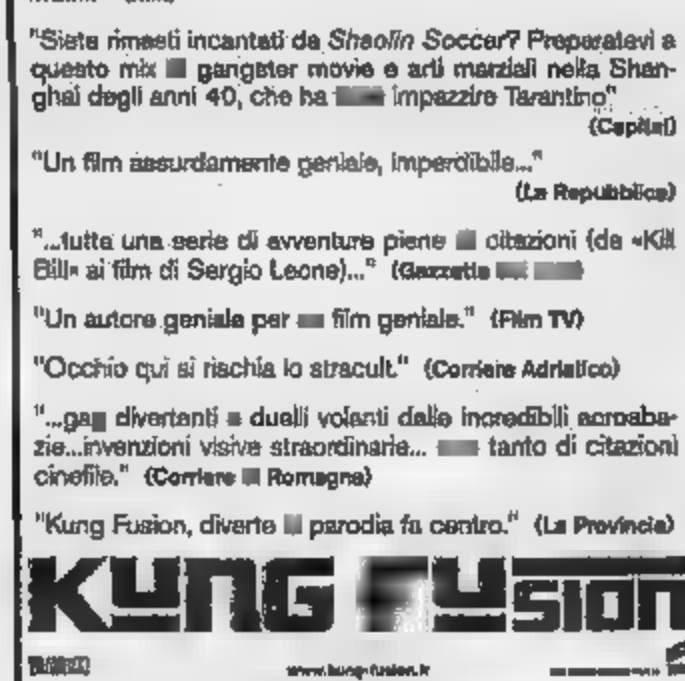 "Siete rimasti incantati da Shaolin Soccer? Preparatevi a
questo mix gangster movie e arti marziali nella Shan-
ghai degli anni 40, che ha impazzire Tarantino"
(Capital)
"Un film assurdamente geniale, imperdibile..."
(La Repubblica)
"...tutta una serie di avventure piene citazioni (da «Kill
Bill» ai film di Sergio Leone)..." (Gazzetta
"Un autore geniale per film geniale." (Film TV)
"Occhio qui si rischia lo stracult." (Corriere Adriatico)
"...gag divertenti e duelli volanti dalle incredibili acroba-
zie...invenzioni visive straordinarie... tanto di citazioni
cinefile." (Corriere Romagna)
"Kung Fusion, diverte parodia fa centro." (La Provincia)
KUNG FUSION
www.kung-fusion.it